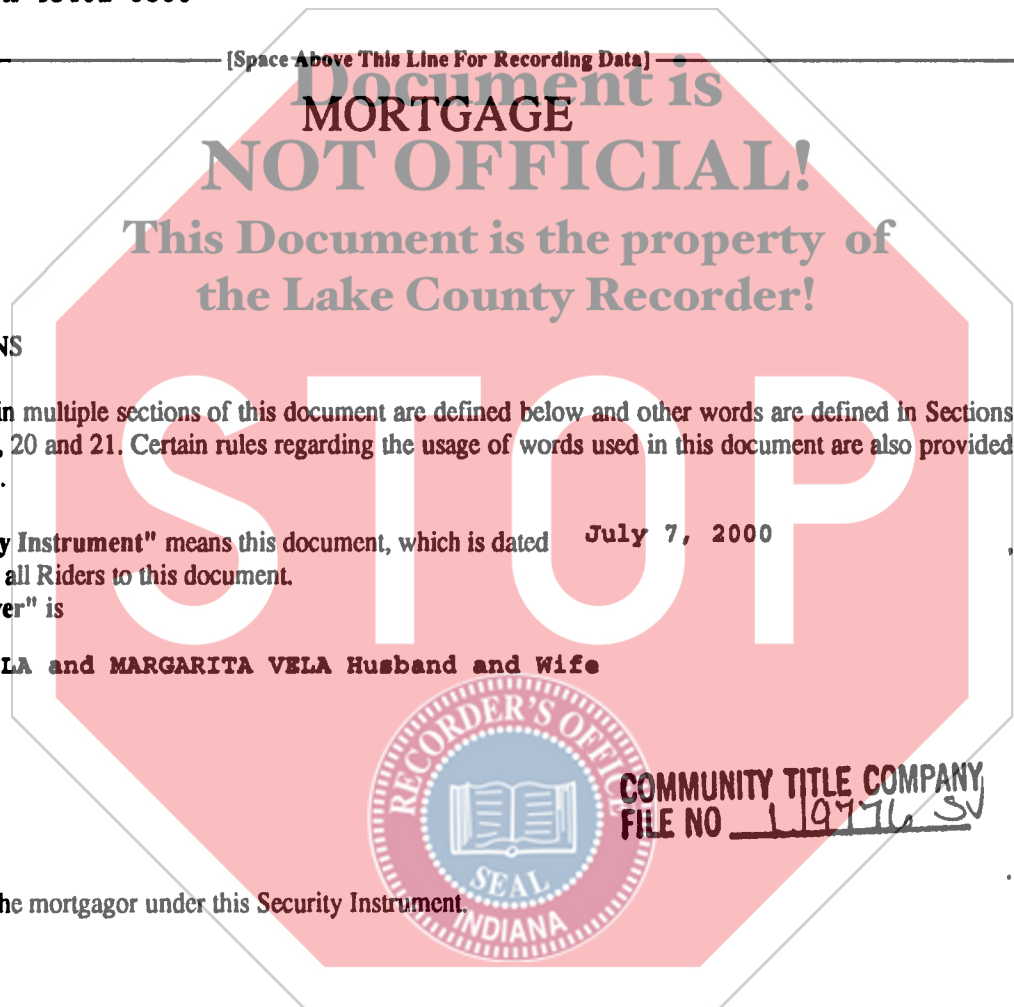 [Space Above This Line For Recording Data]
Document is
MORTGAGE
NOT OFFICIAL!
This Document is the property of
the Lake County Recorder!
NS
in multiple sections of this document are defined below and other words are defined in Sections
, 20 and 21. Certain rules regarding the usage of words used in this document are also provided
.
STOP
y Instrument" means this document, which is dated July 7, 2000 ,
all Riders to this document.
er" is
LA and MARGARITA VELA Husband and Wife
RECORDER'S OFFICE
COMMUNITY TITLE COMPANY
FILE NO
SEAL
INDIANA
he mortgagor under this Security Instrument.